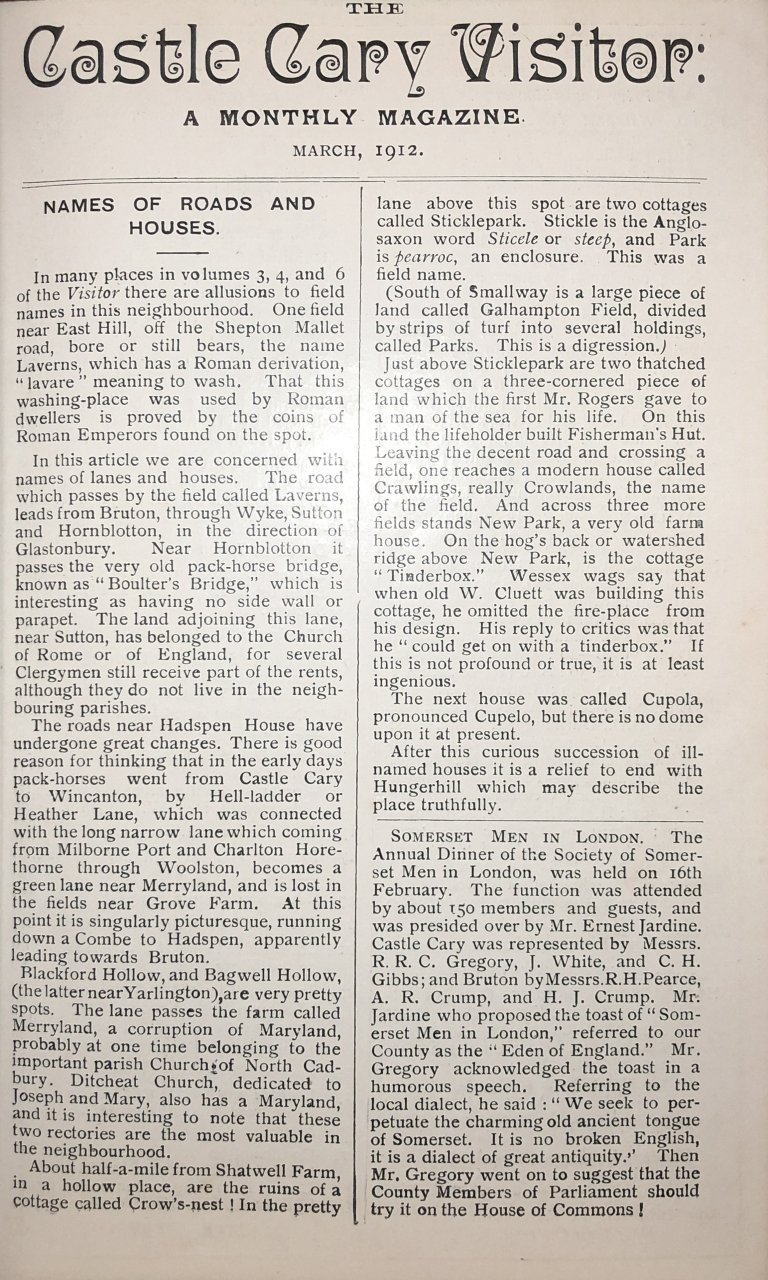 THE
Castle Cary Visitor:
A MONTHLY MAGAZINE.
MARCH, 1912.
NAMES OF ROADS AND
HOUSES.
In many places in volumes 3, 4, and 6
of the Visitor there are allusions to field
names in this neighbourhood. One field
near East Hill, off the Shepton Mallet
road, bore or still bears, the name
Laverns, which has a Roman derivation,
"lavare" meaning to wash. That this
washing-place was used by Roman
dwellers is proved by the coins of
Roman Emperors found on the spot.
In this article we are concerned with
names of lanes and houses. The road
which passes by the field called Laverns,
leads from Bruton, through Wyke, Sutton
and Hornblotton, in the direction of
Glastonbury. Near Hornblotton it
passes the very old pack-horse bridge,
known as "Boulter's Bridge," which is
interesting as having no side wall or
parapet. The land adjoining this lane,
near Sutton, has belonged to the Church
of Rome or of England, for several
Clergymen still receive part of the rents,
although they do not live in the neigh-
bouring parishes.
The roads near Hadspen House have
undergone great changes. There is good
reason for thinking that in the early days
pack-horses went from Castle Cary
to Wincanton, by Hell-ladder or
Heather Lane, which was connected
with the long narrow lane which coming
from Milborne Port and Charlton Hore-
thorne through Woolston, becomes a
green lane near Merryland, and is lost in
the fields near Grove Farm. At this
point it is singularly picturesque, running
down a Combe to Hadspen, apparently
leading towards Bruton.
Blackford Hollow, and Bagwell Hollow,
(the latter near Yarlington), are very pretty
spots. The lane passes the farm called
Merryland, a corruption of Maryland,
probably at one time belonging to the
important parish Church of North Cad-
bury. Ditcheat Church, dedicated to
Joseph and Mary, also has a Maryland,
and it is interesting to note that these
two rectories are the most valuable in
the neighbourhood.
About half-a-mile from Shatwell Farm,
in a hollow place, are the ruins of a
cottage called Crow's-nest! In the pretty
lane above this spot are two cottages
called Sticklepark. Stickle is the Anglo-
saxon word Sticele or steep, and Park
is pearroc, an enclosure. This was a
field name.
(South of Smallway is a large piece of
land called Galhampton Field, divided
by strips of turf into several holdings,
called Parks. This is a digression.)
Just above Sticklepark are two thatched
cottages on a three-cornered piece of
land which the first Mr. Rogers gave to
a man of the sea for his life. On this
land the lifeholder built Fisherman's Hut.
Leaving the decent road and crossing a
field, one reaches a modern house called
Crawlings, really Crowlands, the name
of the field. And across three more
fields stands New Park, a very old farm
house. On the hog's back or watershed
ridge above New Park, is the cottage
"Tinderbox." Wessex wags say that
when old W. Cluett was building this
cottage, he omitted the fire-place from
his design. His reply to critics was that
he "could get on with a tinderbox." If
this is not profound or true, it is at least
ingenious.
The next house was called Cupola,
pronounced Cupelo, but there is no dome
upon it at present.
After this curious succession of ill-
named houses it is a relief to end with
Hungerhill which may describe the
place truthfully.
SOMERSET MEN IN LONDON. The
Annual Dinner of the Society of Somer-
set Men in London, was held on 16th
February. The function was attended
by about 150 members and guests, and
was presided over by Mr. Ernest Jardine.
Castle Cary was represented by Messrs.
R. R. C. Gregory, J. White, and C. H.
Gibbs; and Bruton by Messrs. R.H.Pearce,
A. R. Crump, and H. J. Crump. Mr.
Jardine who proposed the toast of "Som-
erset Men in London," referred to our
County as the "Eden of England." Mr.
Gregory acknowledged the toast in a
humorous speech. Referring to the
local dialect, he said: "We seek to per-
petuate the charming old ancient tongue
of Somerset. It is no broken English,
it is a dialect of great antiquity." Then
Mr. Gregory went on to suggest that the
County Members of Parliament should
try it on the House of Commons!